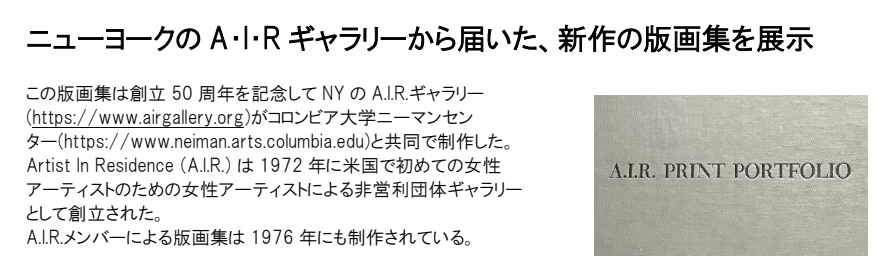 ニューヨークの A・I・R ギャラリーから届いた、新作の版画集を展示
この版画集は創立 50 周年を記念して NY の A.I.R.ギャラリー
(https://www.airgallery.org)がコロンビア大学ニーマンセン
ター(https://www.neiman.arts.columbia.edu)と共同で制作した。
Artist In Residence (A.I.R.) は 1972 年に米国で初めての女性
アーティストのための女性アーティストによる非営利団体ギャラリー
として創立された。
A.I.R.メンバーによる版画集は 1976 年にも制作されている。
A.I.R. PRINT PORTFOLIO